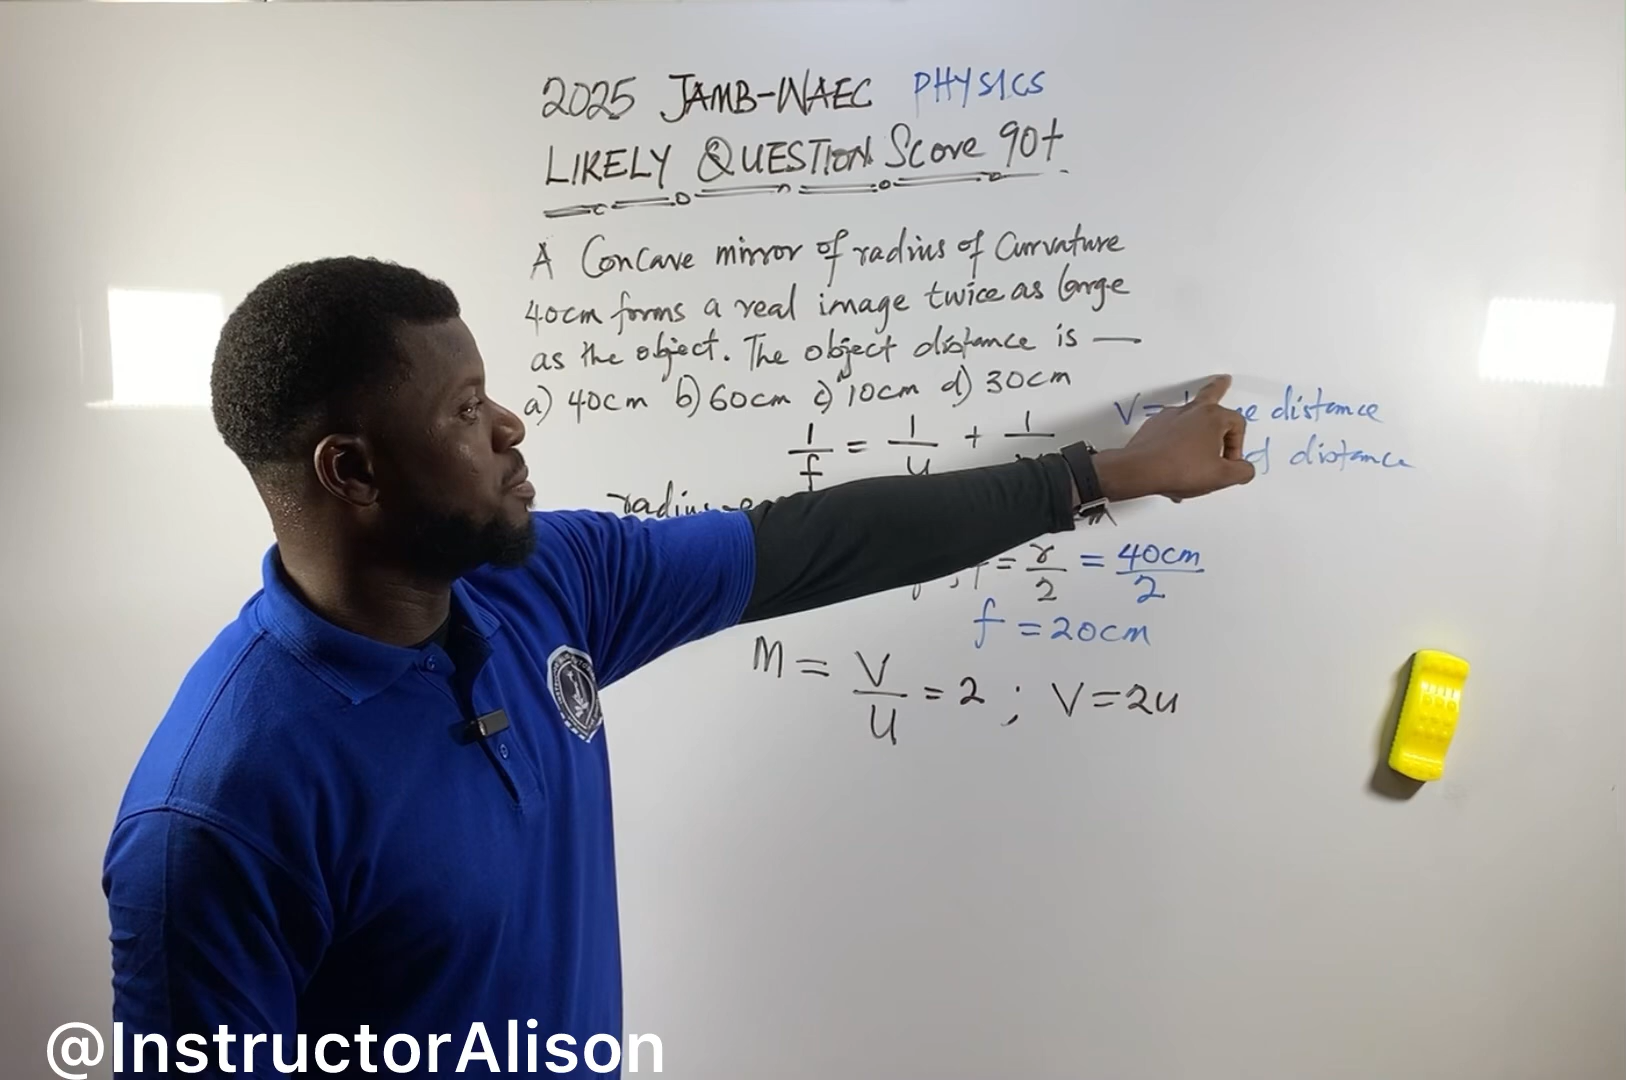 2025 JAMB-WAEC PHYSICS
LIKELY QUESTION Score 90+
A Concave mirror of radius of Curvature
40cm forms a real image twice as large
as the object. The object distance is —
a) 40cm b) 60cm c) 10cm d) 30cm
1/f = 1/u + 1/
V = distance
distance
radius
= r/2 = 40cm/2
f = 20cm
M = V/U = 2 ; V = 2u
@InstructorAlison